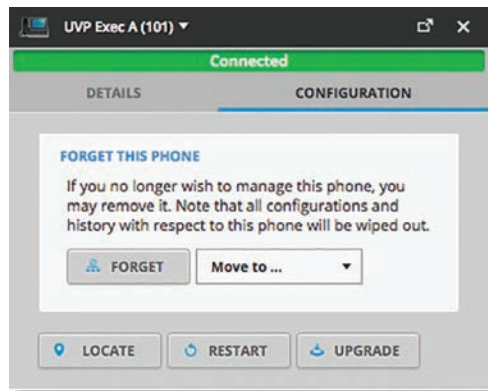 UVP Exec A (101)
Connected
DETAILS CONFIGURATION
FORGET THIS PHONE
If you no longer wish to manage this phone, you
may remove it. Note that all configurations and
history with respect to this phone will be wiped out.
FORGET Move to ...
LOCATE RESTART UPGRADE